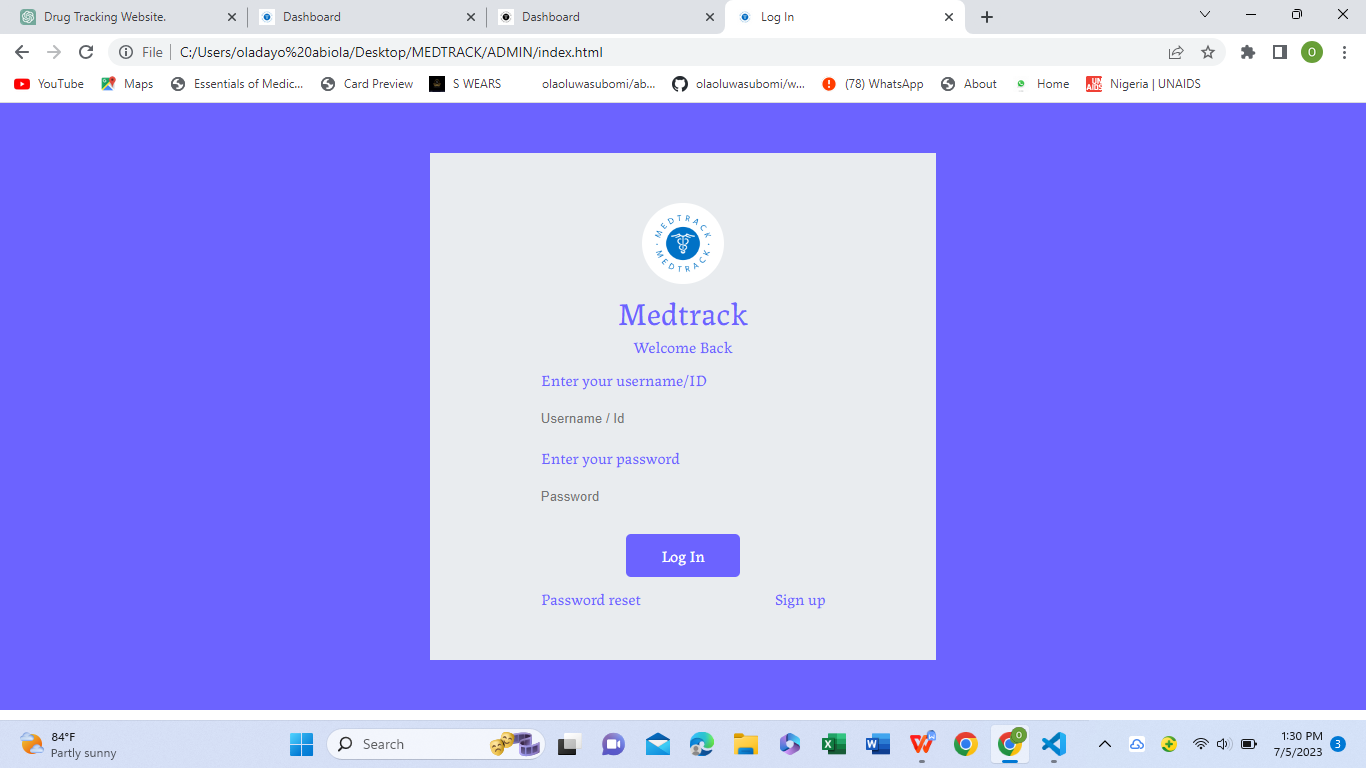 Drug Tracking Website.
Dashboard
Dashboard
Log In
File
C:/Users/oladayo%20abiola/Desktop/MEDTRACK/ADMIN/index.html
O
YouTube
Maps
Essentials of Medic...
Card Preview
S WEARS
olaoluwasubomi/ab...
olaoluwasubomi/w...
(78) WhatsApp
About
Home
UN AIDS
Nigeria | UNAIDS
· MEDTRACK · MEDTRACK
Medtrack
Welcome Back
Enter your username/ID
Username / Id
Enter your password
Password
Log In
Password reset
Sign up
84°F
Partly sunny
Search
O
1:30 PM
7/5/2023
3